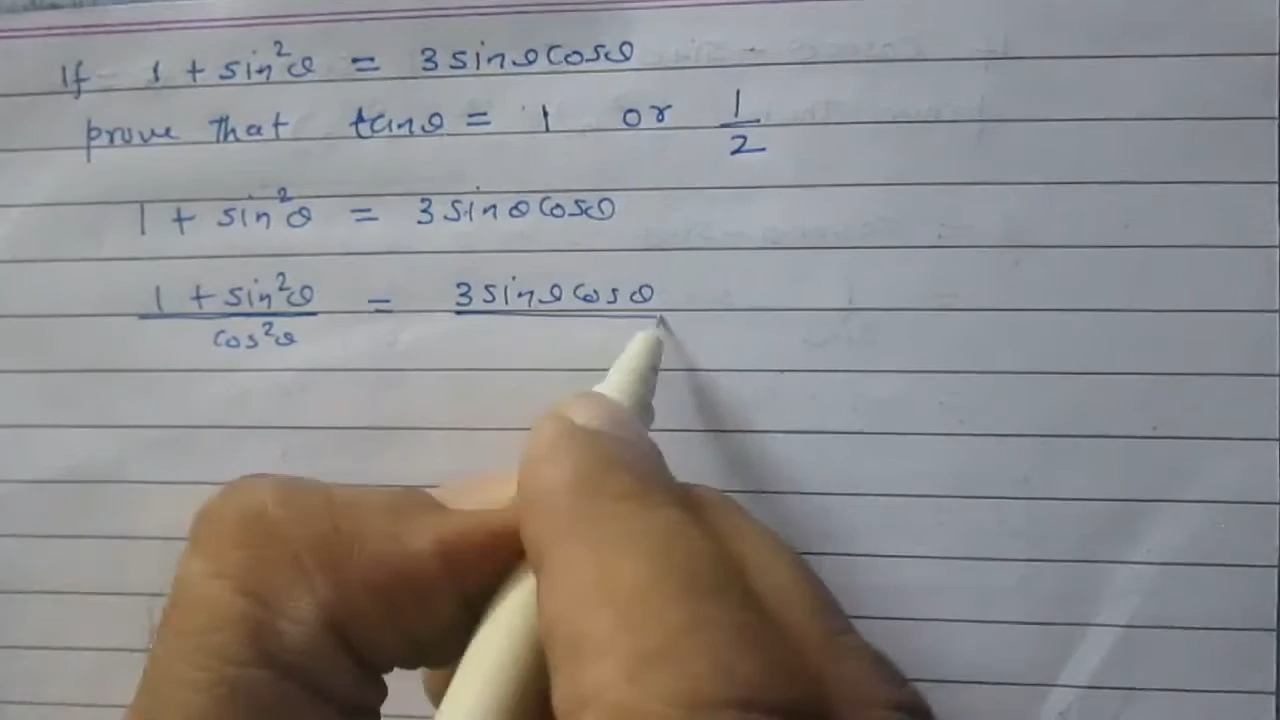 If 1 + sin²θ = 3 sinθ cosθ
prove that tanθ = 1 or 1/2
1 + sin²θ = 3 sinθ cosθ
1 + sin²θ / cos²θ = 3 sinθ cosθ